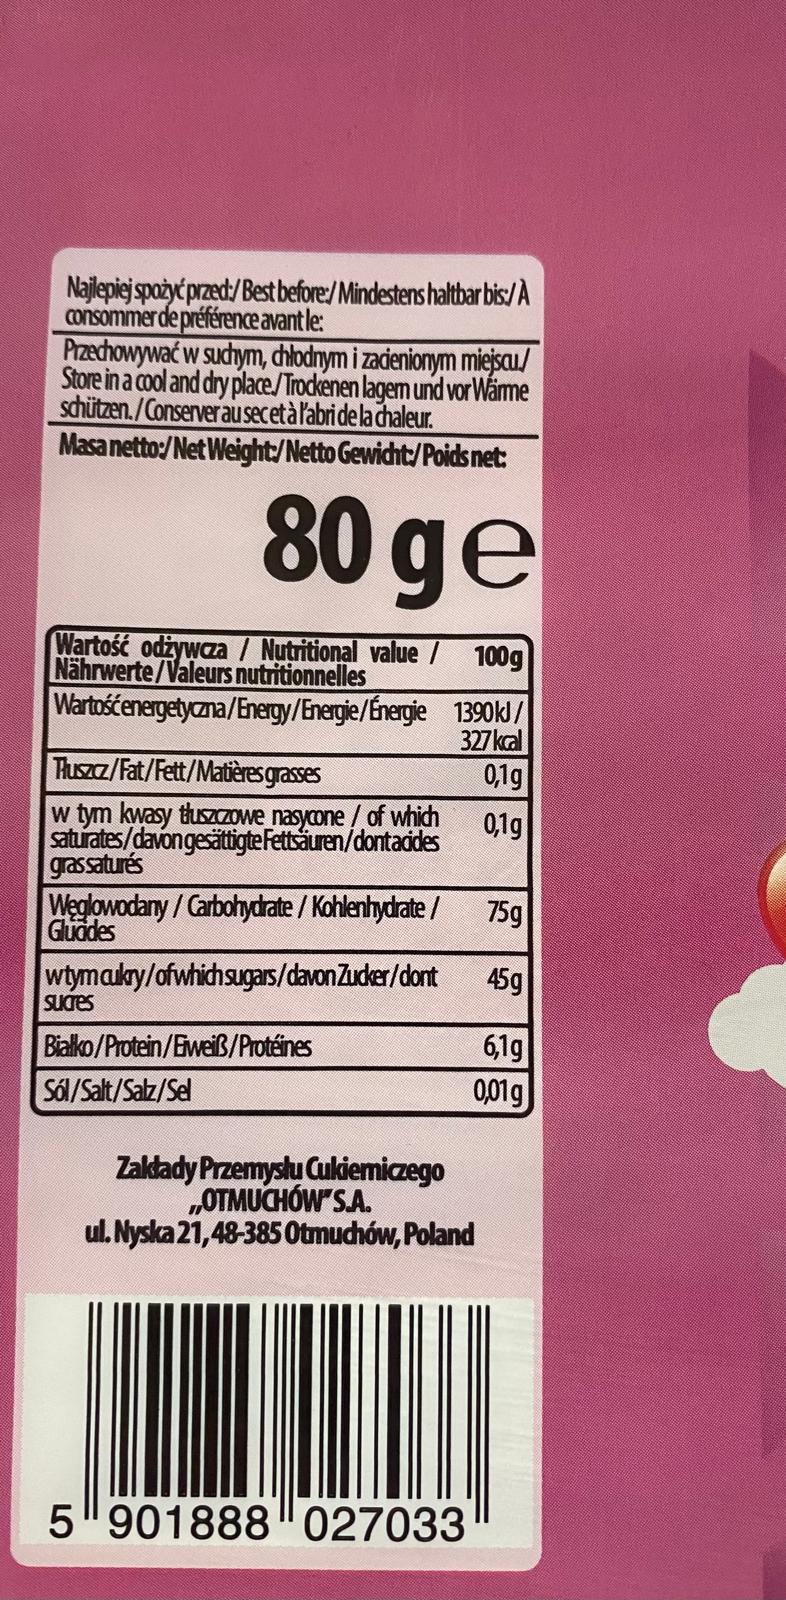 Najlepiej spożyć przed:/ Best before:/ Mindestens haltbar bis:/ À
consommer de préférence avant le:
Przechowywać w suchym, chłodnym i zacienionym miejscu./
Store in a cool and dry place./ Trockenen lagern und vor Wärme
schützen. / Conserver au sec et à l'abri de la chaleur.
Masa netto:/ Net Weight:/ Netto Gewicht:/ Poids net:
80 g e
Wartość odżywcza / Nutritional value / 100g
Nährwerte / Valeurs nutritionnelles
Wartość energetyczna / Energy / Energie / Énergie 1390 kJ /
327 kcal
Tłuszcz / Fat / Fett / Matières grasses 0,1g
w tym kwasy tłuszczowe nasycone / of which 0,1g
saturates / davon gesättigte Fettsäuren / dont acides
gras saturés
Węglowodany / Carbohydrate / Kohlenhydrate / 75g
Glucides
w tym cukry / of which sugars / davon Zucker / dont 45g
sucres
Białko / Protein / Eiweiß / Protéines 6,1g
Sól / Salt / Salz / Sel 0,01g
Zakłady Przemysłu Cukierniczego
„OTMUCHÓW" S.A.
ul. Nyska 21, 48-385 Otmuchów, Poland
5 901888 027033